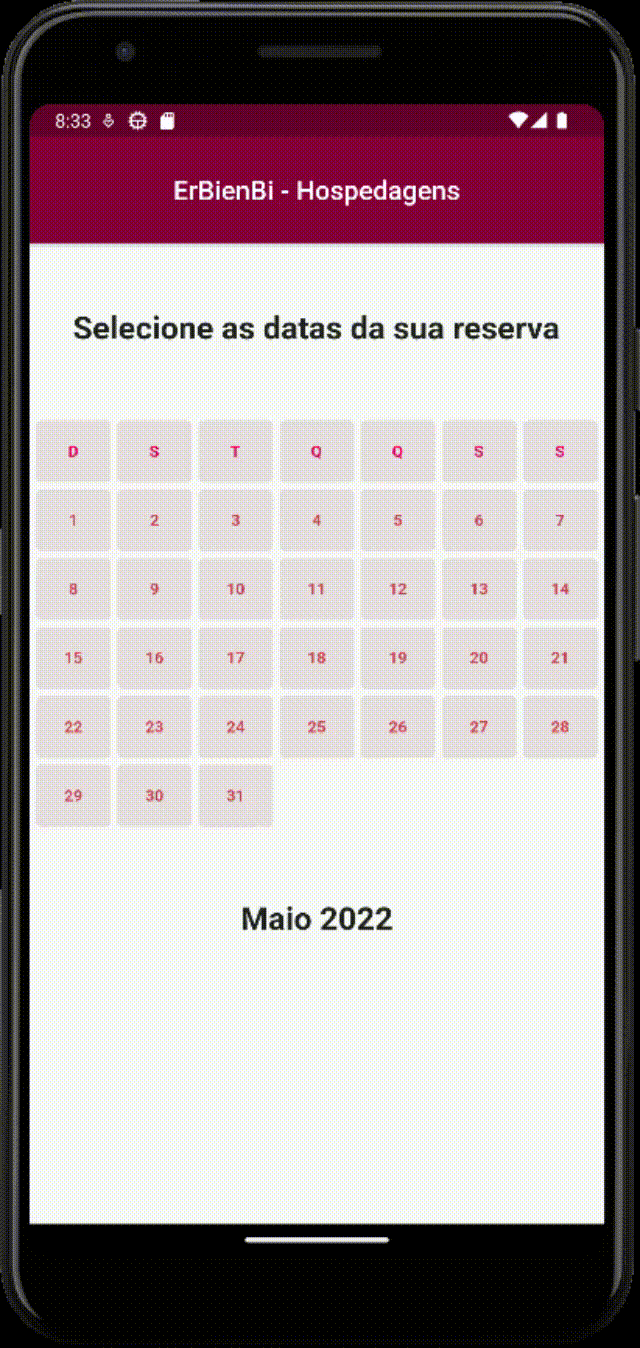 8:33
ErBienBi - Hospedagens
Selecione as datas da sua reserva
D S T Q Q S S
1 2 3 4 5 6 7
8 9 10 11 12 13 14
15 16 17 18 19 20 21
22 23 24 25 26 27 28
29 30 31
Maio 2022